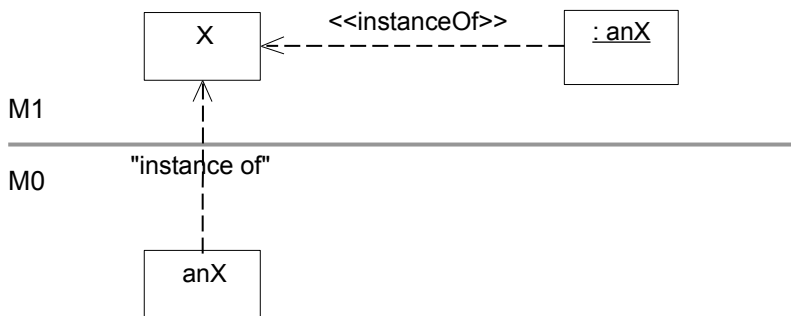 X
<<instanceOf>>
: anX
M1
"instance of"
M0
anX